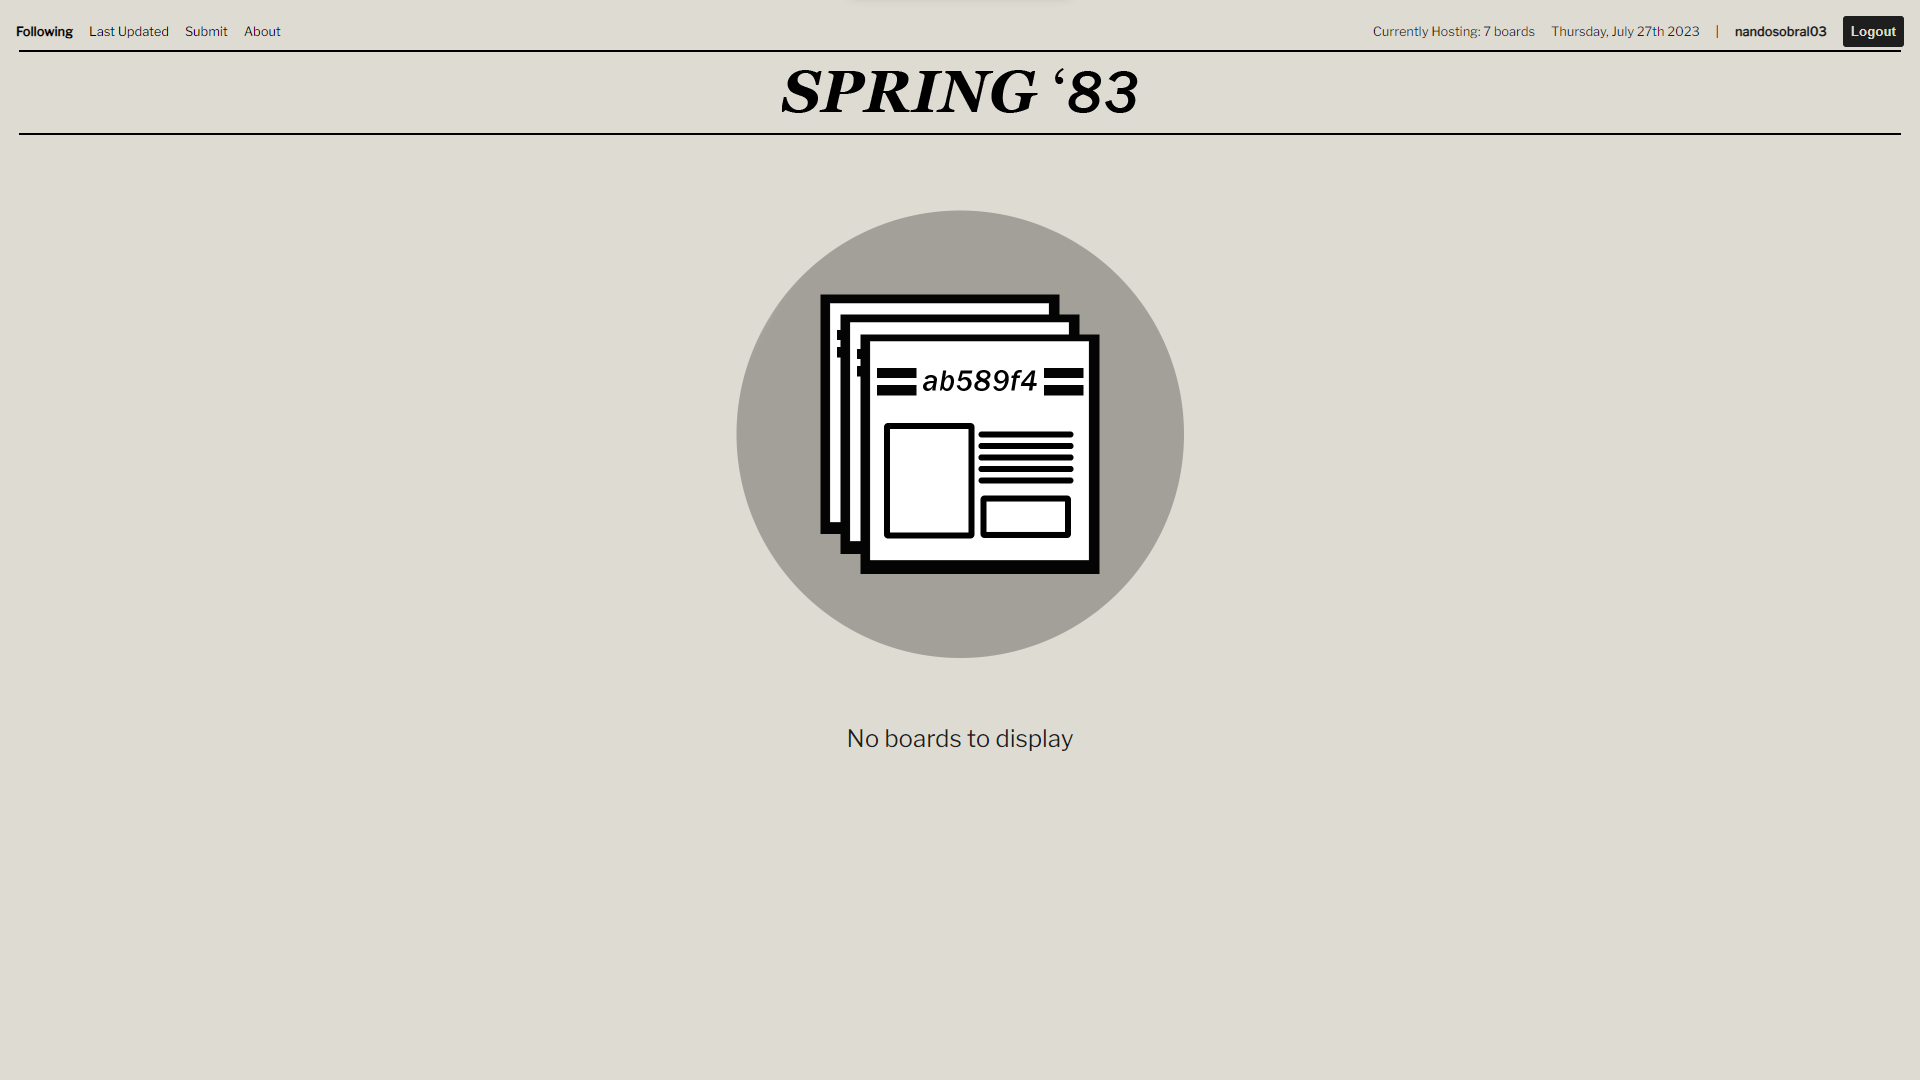 Following Last Updated Submit About Currently Hosting: 7 boards Thursday, July 27th 2023 | nandosobral03 Logout
SPRING ‘83
ab589f4
No boards to display